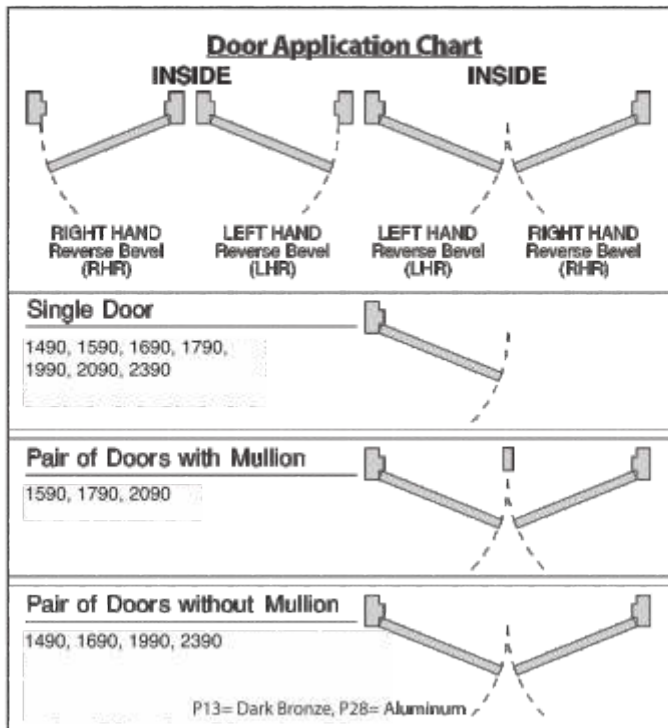 Door Application Chart
INSIDE INSIDE
RIGHT HAND LEFT HAND LEFT HAND RIGHT HAND
Reverse Bevel Reverse Bevel Reverse Bevel Reverse Bevel
(RHR) (LHR) (LHR) (RHR)
Single Door
1490, 1590, 1690, 1790,
1990, 2090, 2390
Pair of Doors with Mullion
1590, 1790, 2090
Pair of Doors without Mullion
1490, 1690, 1990, 2390
P13= Dark Bronze, P28= Aluminum